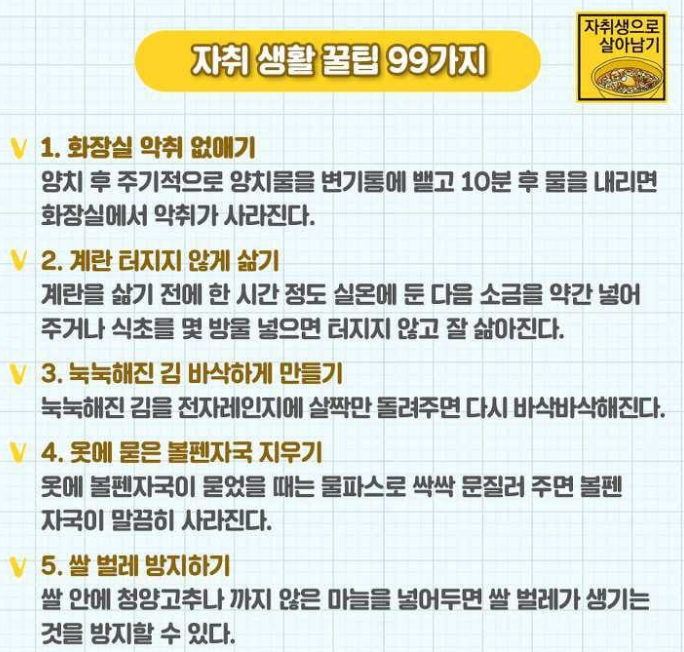 자취생으로
살아남기
자취 생활 꿀팁 99가지
1. 화장실 악취 없애기
양치 후 주기적으로 양치물을 변기통에 뱉고 10분 후 물을 내리면
화장실에서 악취가 사라진다.
2. 계란 터지지 않게 삶기
계란을 삶기 전에 한 시간 정도 실온에 둔 다음 소금을 약간 넣어
주거나 식초를 몇 방울 넣으면 터지지 않고 잘 삶아진다.
3. 눅눅해진 김 바삭하게 만들기
눅눅해진 김을 전자레인지에 살짝만 돌려주면 다시 바삭바삭해진다.
4. 옷에 묻은 볼펜자국 지우기
옷에 볼펜자국이 묻었을 때는 물파스로 싹싹 문질러 주면 볼펜
자국이 말끔히 사라진다.
5. 쌀 벌레 방지하기
쌀 안에 청양고추나 까지 않은 마늘을 넣어두면 쌀 벌레가 생기는
것을 방지할 수 있다.